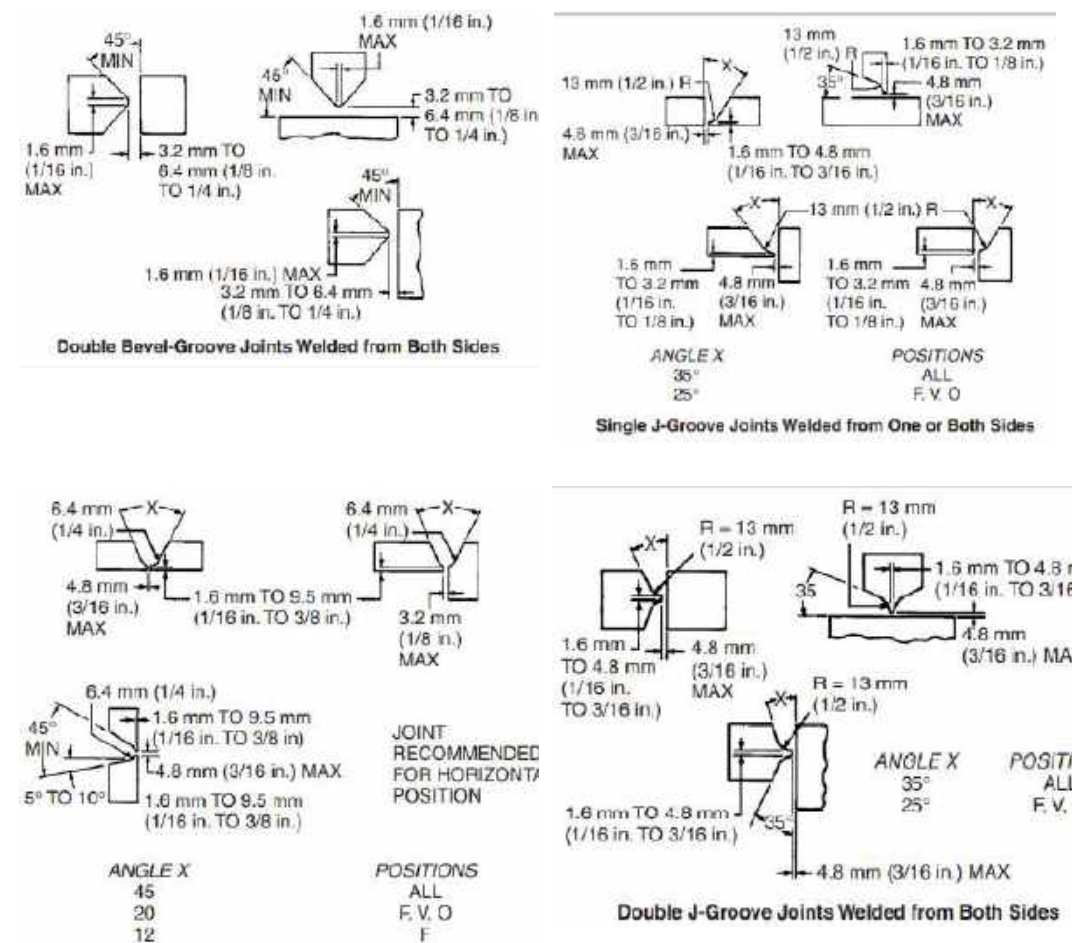 45°
MIN
1.6 mm (1/16 in.)
MAX
45°
MIN
3.2 mm TO
6.4 mm (1/8 in
TO 1/4 in.)
1.6 mm
(1/16 in.)
MAX
3.2 mm TO
6.4 mm (1/8 in.
TO 1/4 in.)
45°
MIN
1.6 mm (1/16 in.) MAX
3.2 mm TO 6.4 mm
(1/8 in. TO 1/4 in.)
Double Bevel-Groove Joints Welded from Both Sides
13 mm
(1/2 in.) R
1.6 mm TO 3.2 mm
(1/16 in. TO 1/8 in.)
X
13 mm (1/2 in.) R
35°
4.8 mm
(3/16 in.)
MAX
4.8 mm (3/16 in.)
MAX
1.6 mm TO 4.8 mm
(1/16 in. TO 3/16 in.)
X
13 mm (1/2 in.) R
X
1.6 mm
TO 3.2 mm
(1/16 in.
TO 1/8 in.)
4.8 mm
(3/16 in.)
MAX
1.6 mm
TO 3.2 mm
(1/16 in.
TO 1/8 in.)
4.8 mm
(3/16 in.)
MAX
ANGLE X POSITIONS
35° ALL
25° F, V, O
Single J-Groove Joints Welded from One or Both Sides
6.4 mm
(1/4 in.)
X
6.4 mm
(1/4 in.)
X
4.8 mm
(3/16 in.)
MAX
1.6 mm TO 9.5 mm
(1/16 in. TO 3/8 in.)
3.2 mm
(1/8 in.)
MAX
6.4 mm (1/4 in.)
45°
MIN
1.6 mm TO 9.5 mm
(1/16 in. TO 3/8 in)
4.8 mm (3/16 in.) MAX
5° TO 10°
1.6 mm TO 9.5 mm
(1/16 in. TO 3/8 in.)
JOINT
RECOMMENDED
FOR HORIZONTA
POSITION
ANGLE X POSITIONS
45 ALL
20 F, V, O
12 F
X
R = 13 mm
(1/2 in.)
R = 13 mm
(1/2 in.)
35
1.6 mm TO 4.8
(1/16 in. TO 3/16
4.8 mm
(3/16 in.) MA
1.6 mm
TO 4.8 mm
(1/16 in.
TO 3/16 in.)
4.8 mm
(3/16 in.)
MAX
X
R = 13 mm
(1/2 in.)
1.6 mm TO 4.8 mm
(1/16 in. TO 3/16 in.)
35°
4.8 mm (3/16 in.) MAX
ANGLE X POSITI
35° ALL
25° F, V,
Double J-Groove Joints Welded from Both Sides